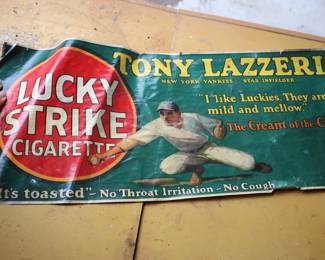 TONY LAZZERI
NEW YORK YANKEES STAR INFIELDER
LUCKY
STRIKE
CIGARETTE
"I like Luckies. They are
mild and mellow."
The Cream of the C
It's toasted"- No Throat Irritation - No Cough